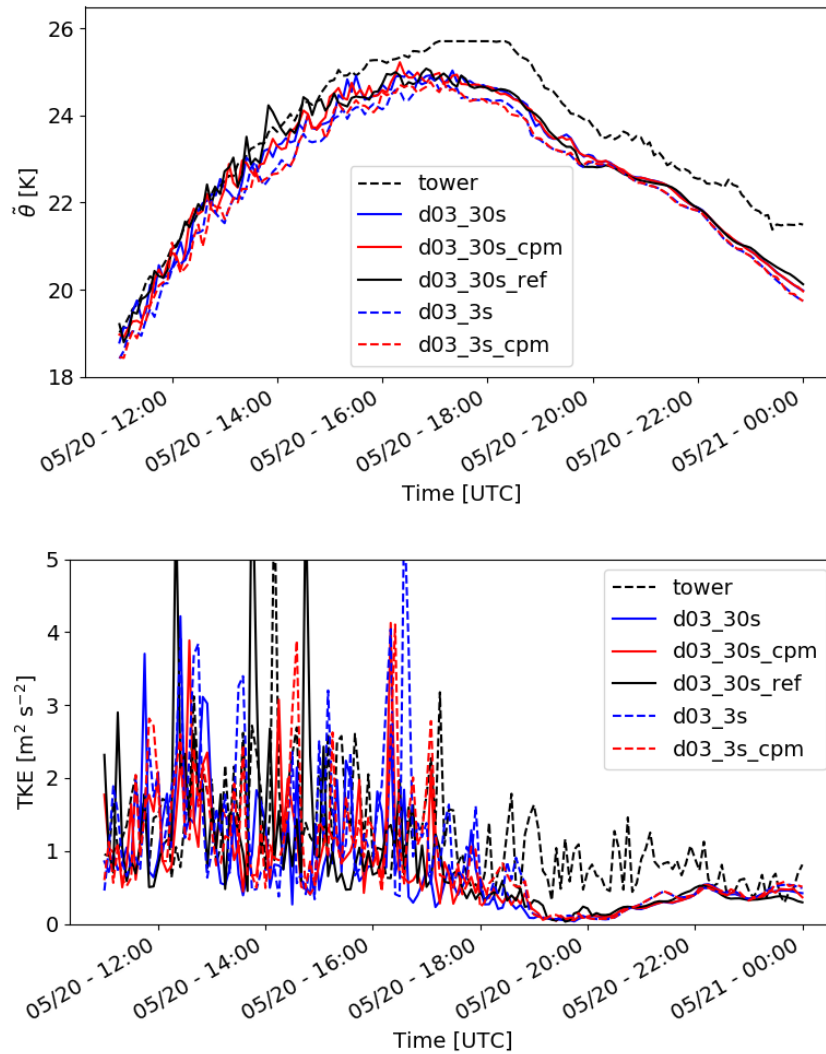 26
24
22
20
18
θ̃ [K]
tower
d03_30s
d03_30s_cpm
d03_30s_ref
d03_3s
d03_3s_cpm
05/20 - 12:00
05/20 - 14:00
05/20 - 16:00
05/20 - 18:00
05/20 - 20:00
05/20 - 22:00
05/21 - 00:00
Time [UTC]
5
4
3
2
1
0
TKE [m² s⁻²]
tower
d03_30s
d03_30s_cpm
d03_30s_ref
d03_3s
d03_3s_cpm
05/20 - 12:00
05/20 - 14:00
05/20 - 16:00
05/20 - 18:00
05/20 - 20:00
05/20 - 22:00
05/21 - 00:00
Time [UTC]